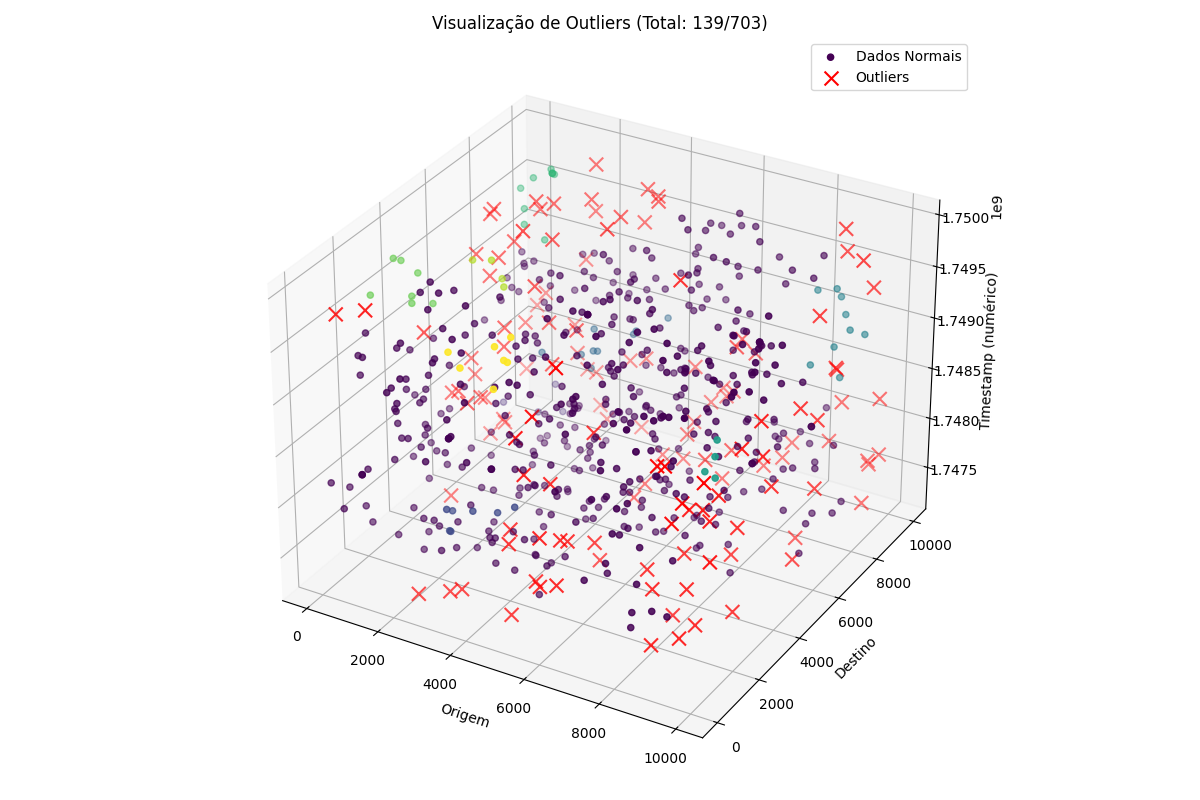 Visualização de Outliers (Total: 139/703)
Dados Normais
Outliers
1e9
1.7500
1.7495
1.7490
1.7485
1.7480
1.7475
Timestamp (numérico)
0
2000
4000
6000
8000
10000
Origem
0
2000
4000
6000
8000
10000
Destino